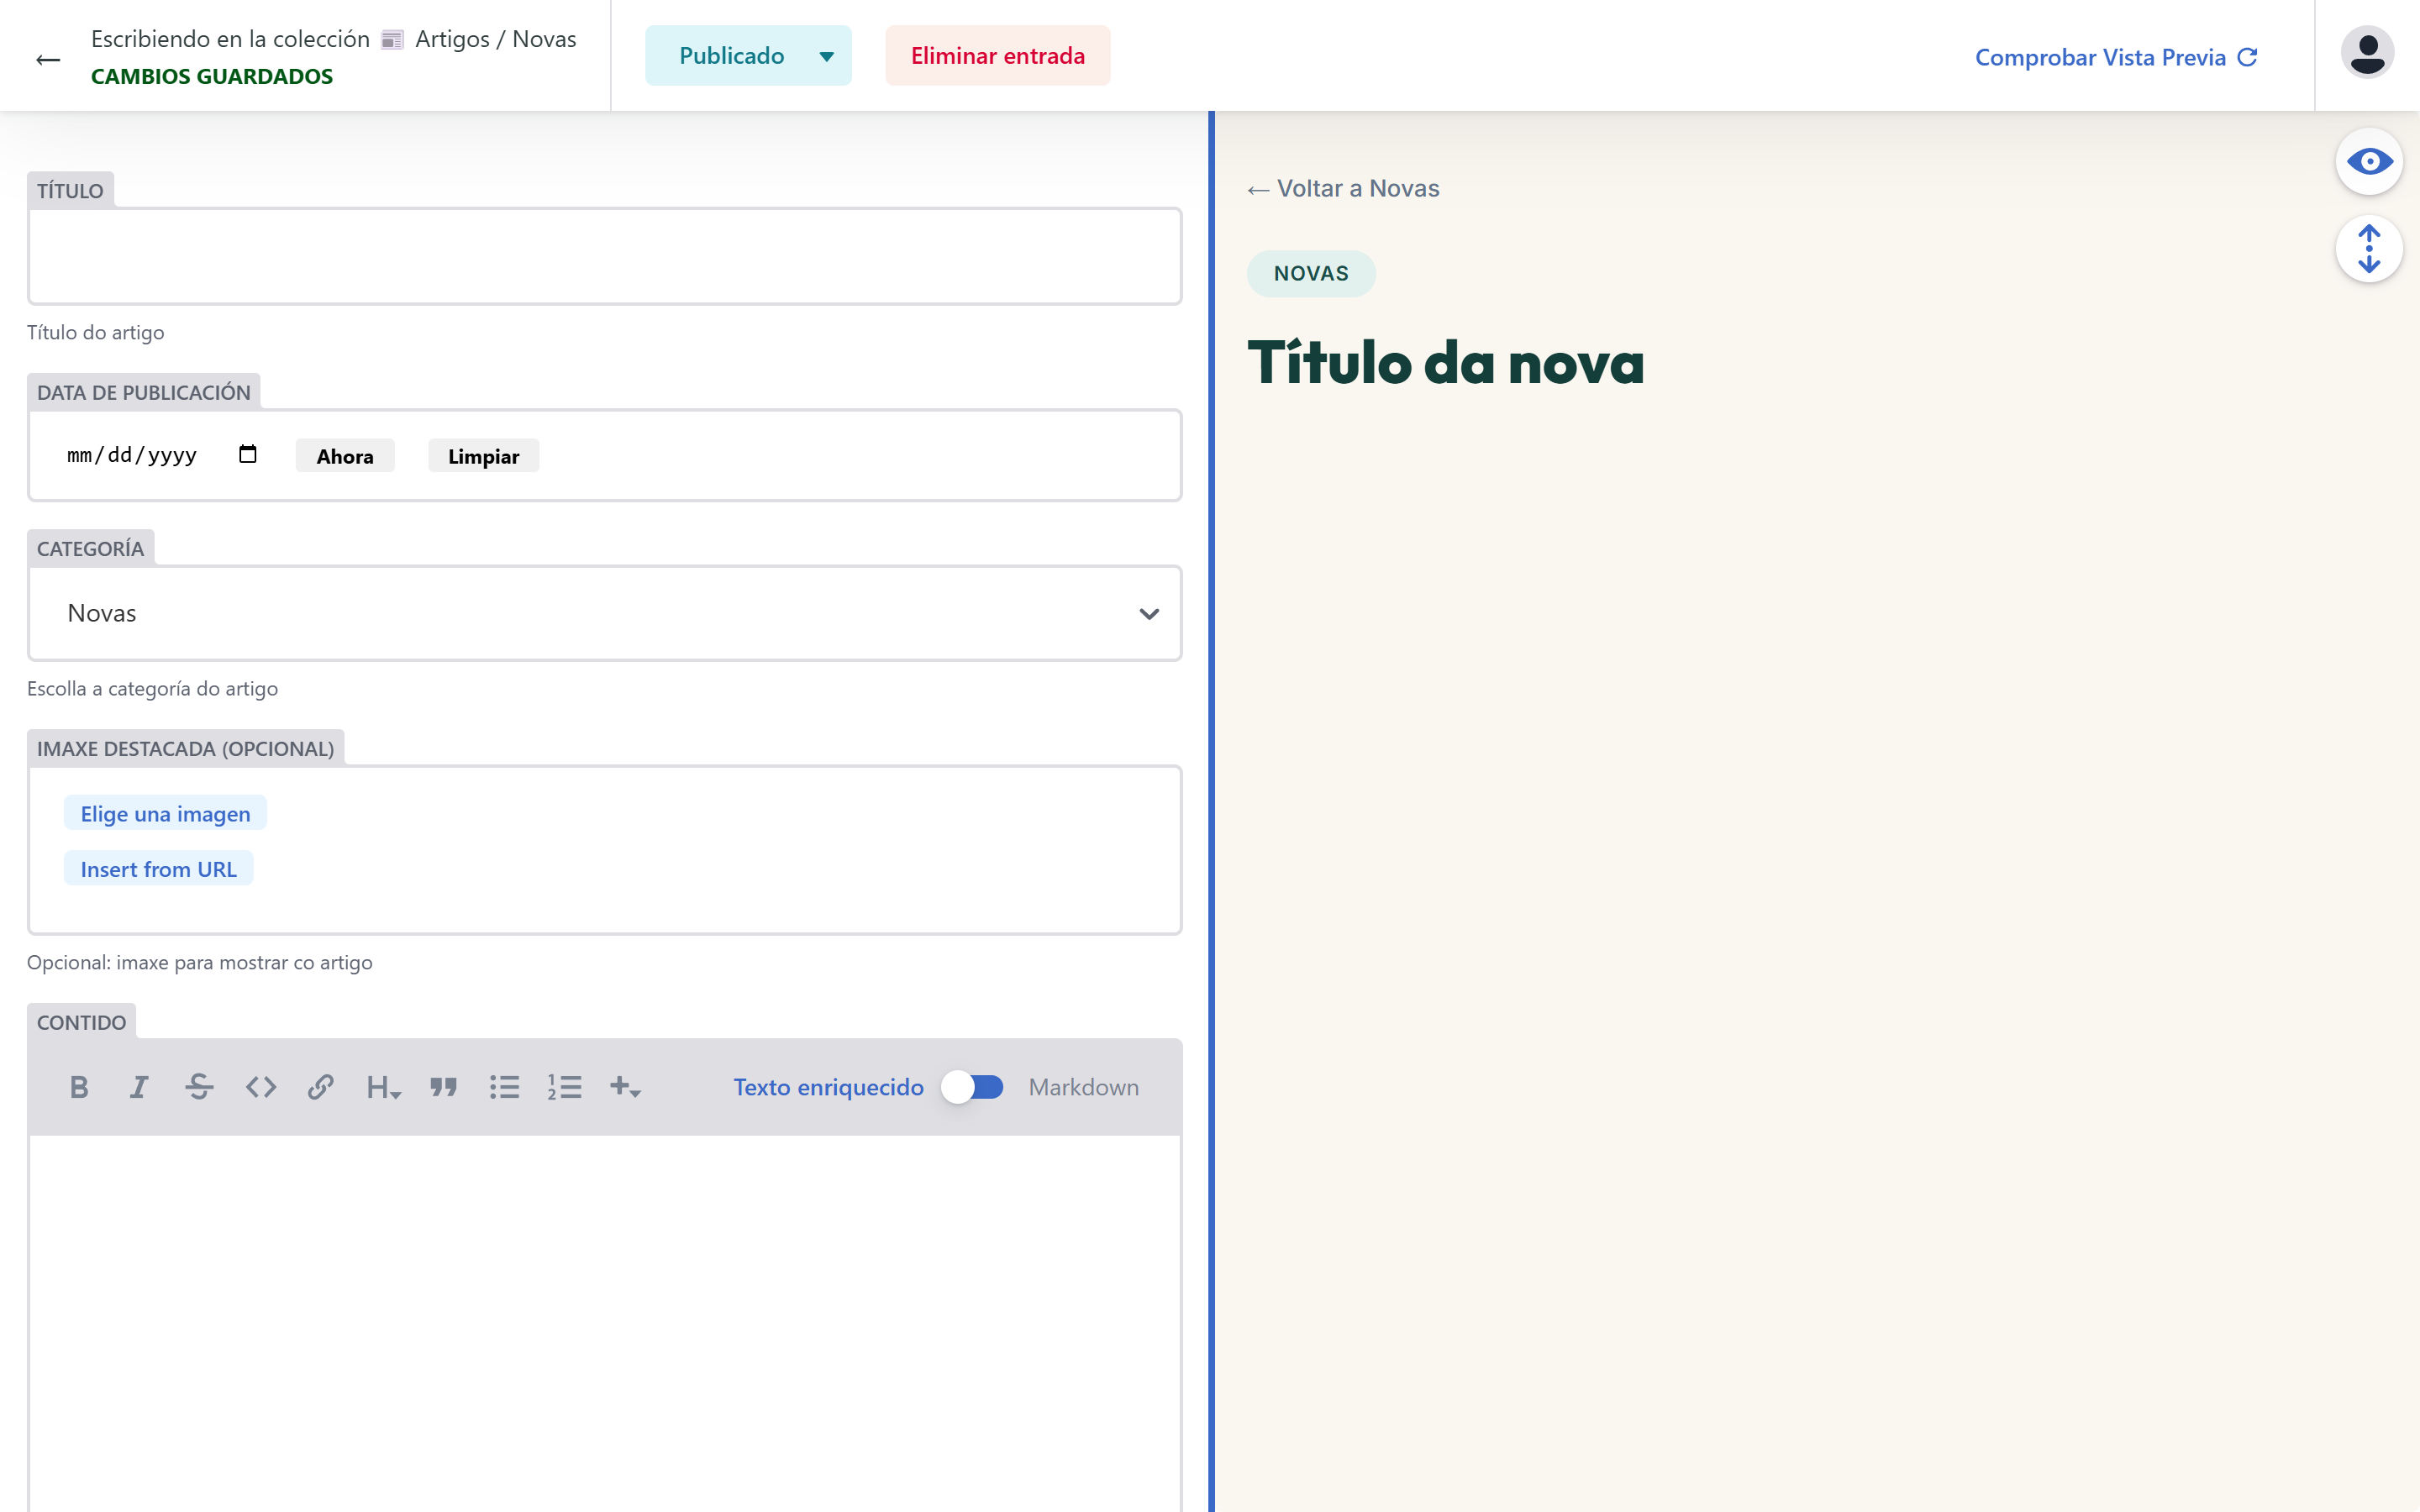 ←
Escribiendo en la colección 📰 Artigos / Novas
CAMBIOS GUARDADOS
Publicado
Eliminar entrada
Comprobar Vista Previa
TÍTULO
Título do artigo
DATA DE PUBLICACIÓN
mm/dd/yyyy
Ahora
Limpiar
CATEGORÍA
Novas
Escolla a categoría do artigo
IMAXE DESTACADA (OPCIONAL)
Elige una imagen
Insert from URL
Opcional: imaxe para mostrar co artigo
CONTIDO
Texto enriquecido
Markdown
← Voltar a Novas
NOVAS
Título da nova